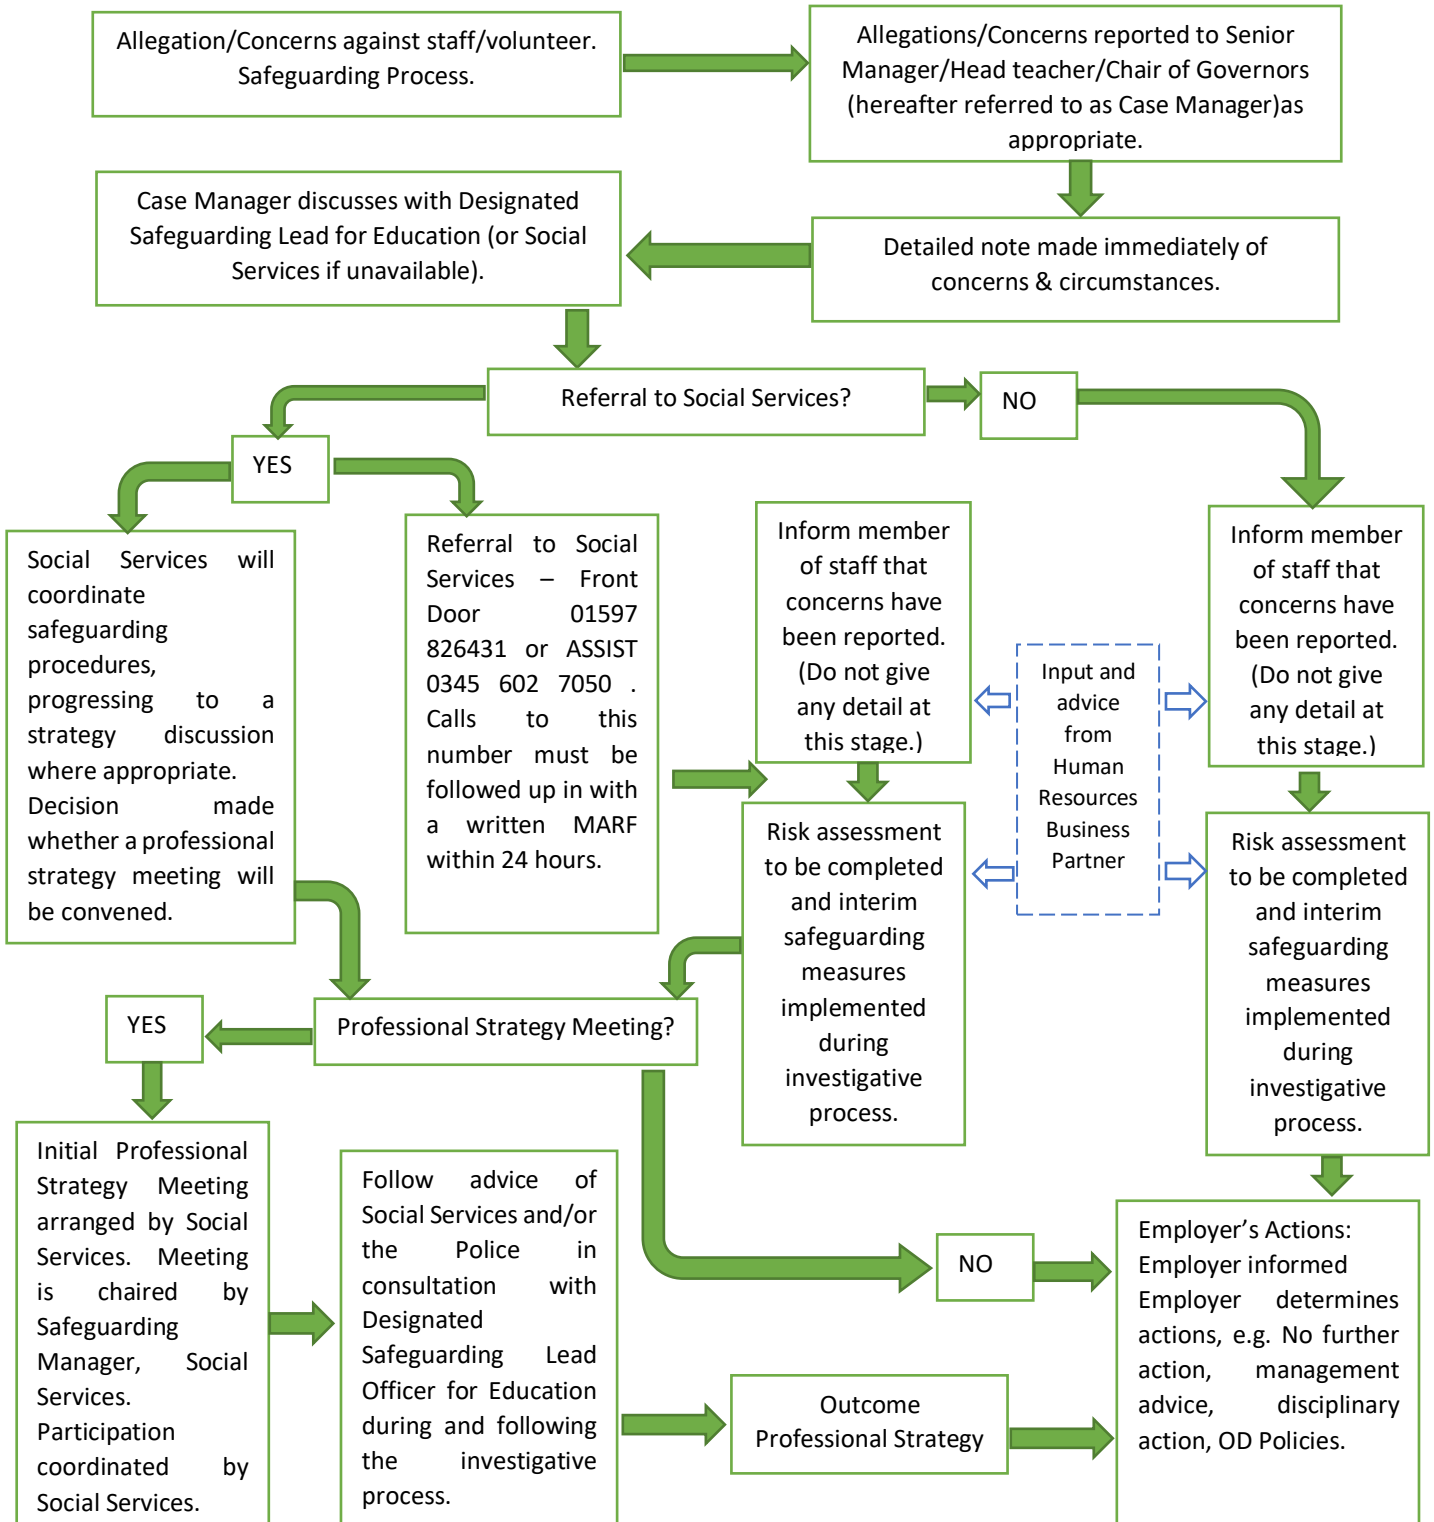 Allegation/Concerns against staff/volunteer.
Safeguarding Process.
Allegations/Concerns reported to Senior
Manager/Head teacher/Chair of Governors
(hereafter referred to as Case Manager)as
appropriate.
Case Manager discusses with Designated
Safeguarding Lead for Education (or Social
Services if unavailable).
Detailed note made immediately of
concerns & circumstances.
Referral to Social Services?
NO
YES
Social Services will
coordinate
safeguarding
procedures,
progressing to a
strategy discussion
where appropriate.
Decision made
whether a professional
strategy meeting will
be convened.
Referral to Social
Services – Front
Door 01597
826431 or ASSIST
0345 602 7050 .
Calls to this
number must be
followed up in with
a written MARF
within 24 hours.
Inform member
of staff that
concerns have
been reported.
(Do not give
any detail at
this stage.)
Input and
advice
from
Human
Resources
Business
Partner
Inform member
of staff that
concerns have
been reported.
(Do not give
any detail at
this stage.)
Risk assessment
to be completed
and interim
safeguarding
measures
implemented
during
investigative
process.
Risk assessment
to be completed
and interim
safeguarding
measures
implemented
during
investigative
process.
YES
Professional Strategy Meeting?
Initial Professional
Strategy Meeting
arranged by Social
Services. Meeting
is chaired by
Safeguarding
Manager, Social
Services.
Participation
coordinated by
Social Services.
Follow advice of
Social Services and/or
the Police in
consultation with
Designated
Safeguarding Lead
Officer for Education
during and following
the investigative
process.
NO
Outcome
Professional Strategy
Employer’s Actions:
Employer informed
Employer determines
actions, e.g. No further
action, management
advice, disciplinary
action, OD Policies.